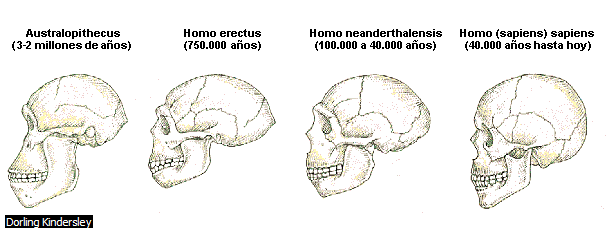 Australopithecus
(3-2 millones de años)
Homo erectus
(750.000 años)
Homo neanderthalensis
(100.000 a 40.000 años)
Homo (sapiens) sapiens
(40.000 años hasta hoy)
Dorling Kindersley